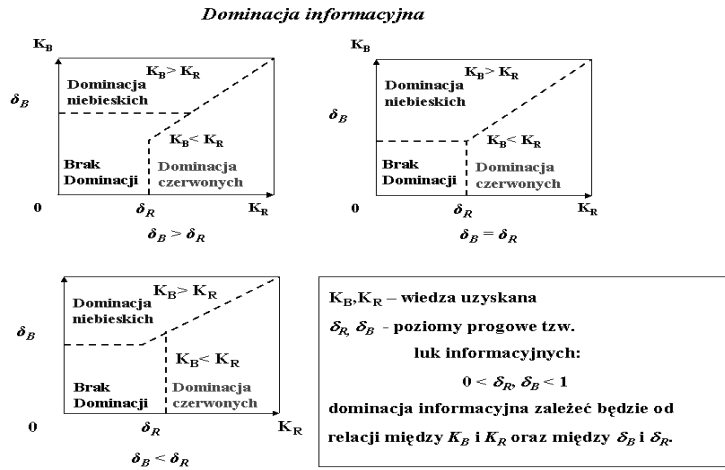 Dominacja informacyjna
K_B
K_B> K_R
Dominacja
niebieskich
δ_B
K_B< K_R
Brak
Dominacji
Dominacja
czerwonych
0
δ_R
K_R
δ_B > δ_R
K_B
K_B> K_R
Dominacja
niebieskich
δ_B
K_B< K_R
Brak
Dominacji
Dominacja
czerwonych
0
δ_R
K_R
δ_B = δ_R
K_B> K_R
Dominacja
niebieskich
δ_B
K_B< K_R
Brak
Dominacji
Dominacja
czerwonych
0
δ_R
K_R
δ_B < δ_R
K_B,K_R – wiedza uzyskana
δ_R, δ_B - poziomy progowe tzw.
luk informacyjnych:
0 < δ_R, δ_B < 1
dominacja informacyjna zależeć będzie od
relacji między K_B i K_R oraz między δ_B i δ_R.